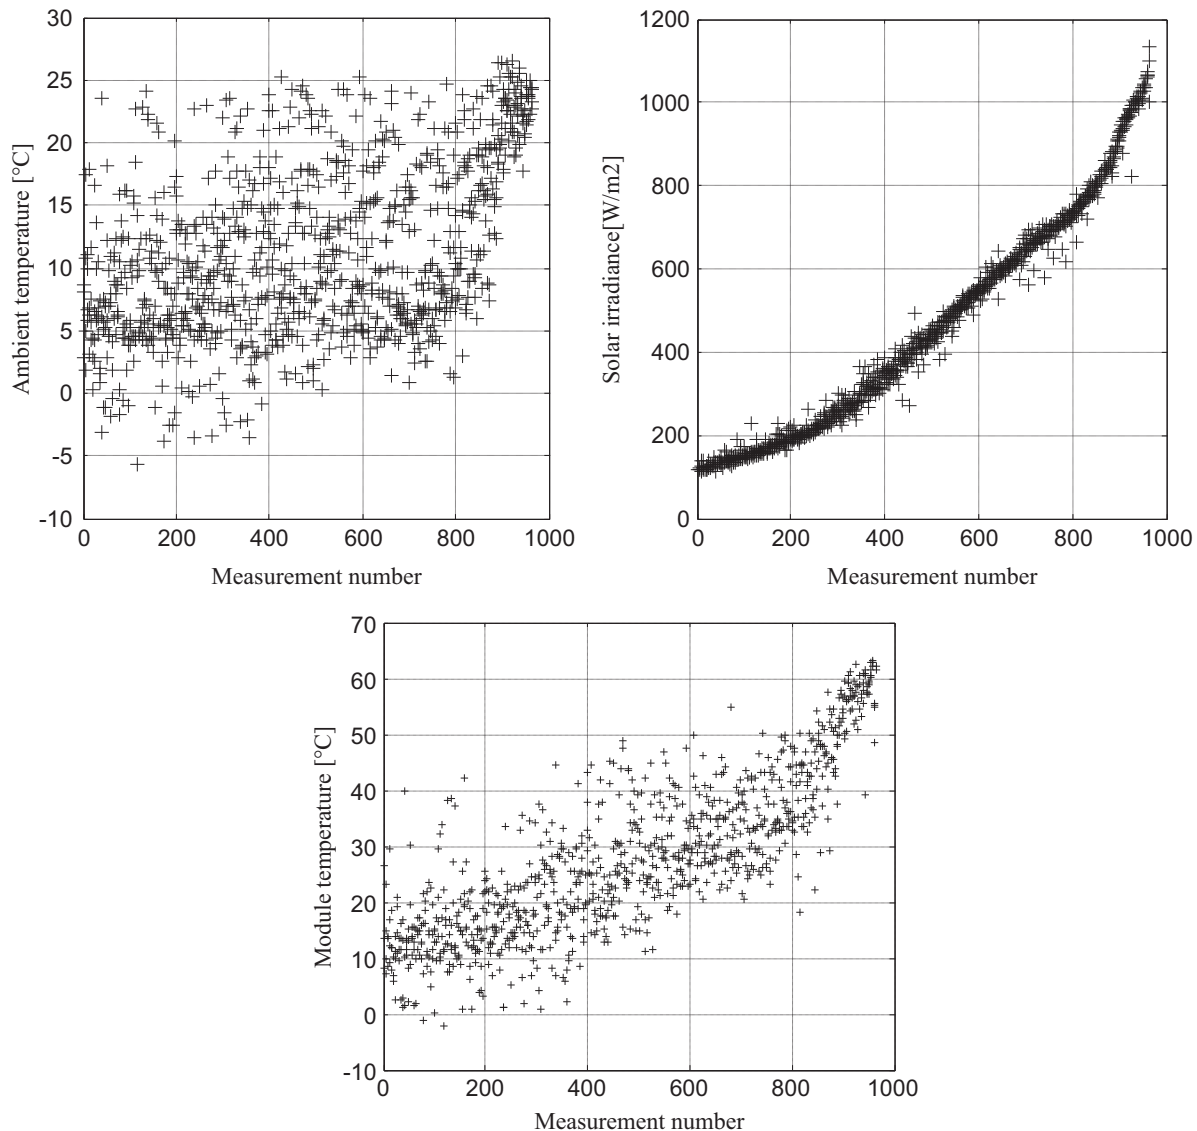 30
25
20
15
10
5
0
-5
-10
Ambient temperature [°C]
0 200 400 600 800 1000
Measurement number
1200
1000
800
600
400
200
0
Solar irradiance[W/m2]
0 200 400 600 800 1000
Measurement number
70
60
50
40
30
20
10
0
-10
Module temperature [°C]
0 200 400 600 800 1000
Measurement number